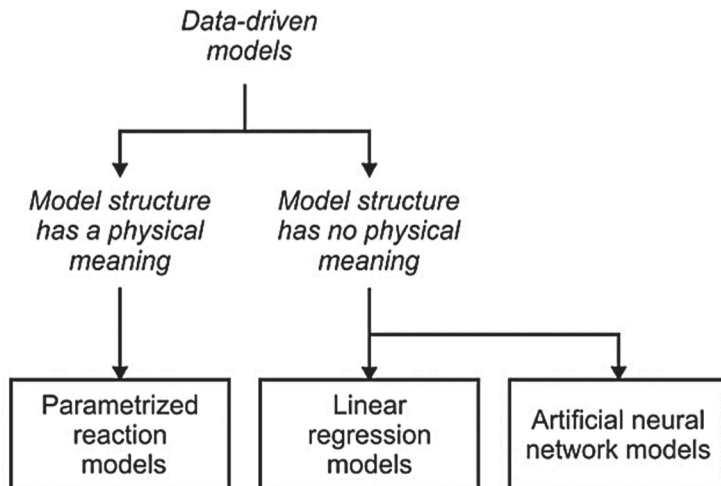 Data-driven
models
Model structure
has a physical
meaning
Model structure
has no physical
meaning
Parametrized
reaction
models
Linear
regression
models
Artificial neural
network models